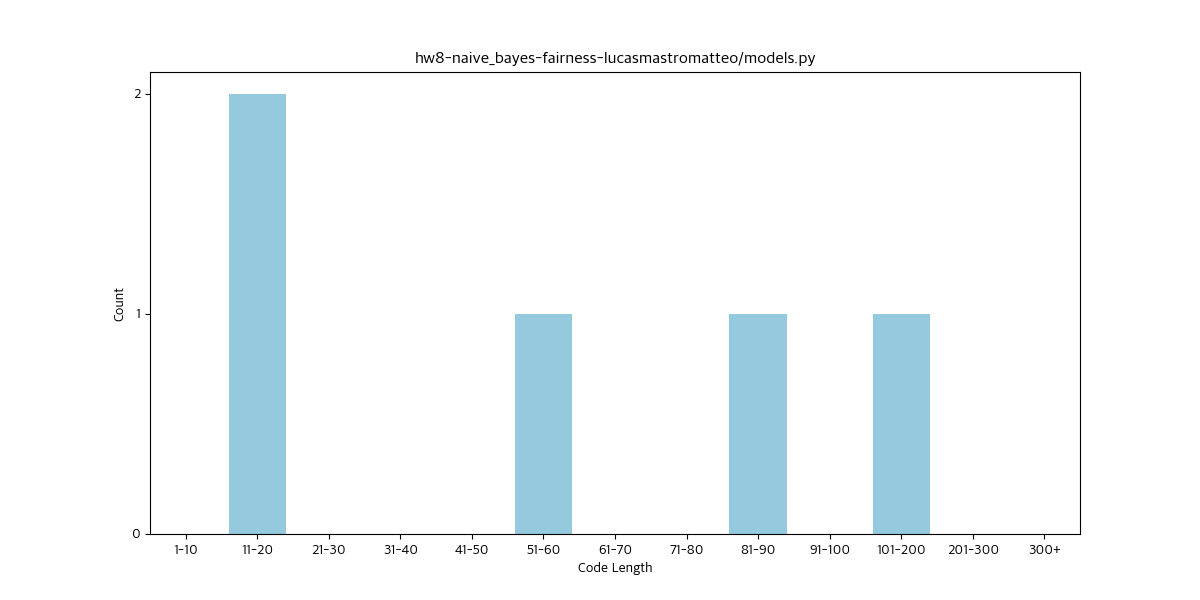 hw8-naive_bayes-fairness-lucasmastromatteo/models.py
2
1
0
Count
1-10 11-20 21-30 31-40 41-50 51-60 61-70 71-80 81-90 91-100 101-200 201-300 300+
Code Length